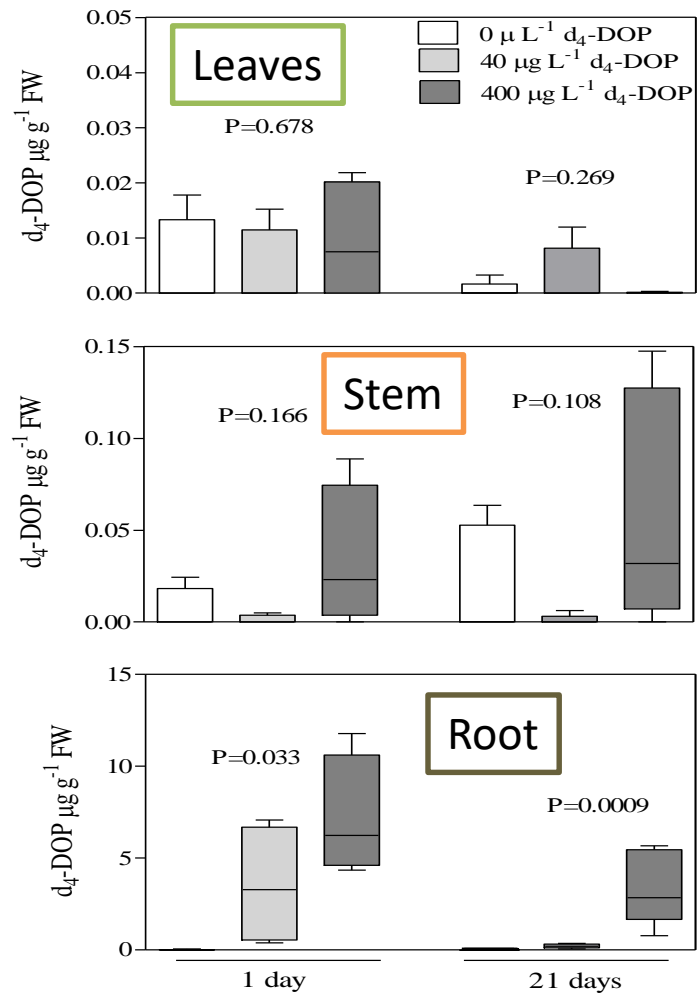 0.05
0.04
0.03
0.02
0.01
0.00
d₄-DOP µg g⁻¹ FW
Leaves
0 µ L⁻¹ d₄-DOP
40 µg L⁻¹ d₄-DOP
400 µg L⁻¹ d₄-DOP
P=0.678
P=0.269
0.15
0.10
0.05
0.00
d₄-DOP µg g⁻¹ FW
Stem
P=0.166
P=0.108
15
10
5
0
d₄-DOP µg g⁻¹ FW
Root
P=0.033
P=0.0009
1 day
21 days